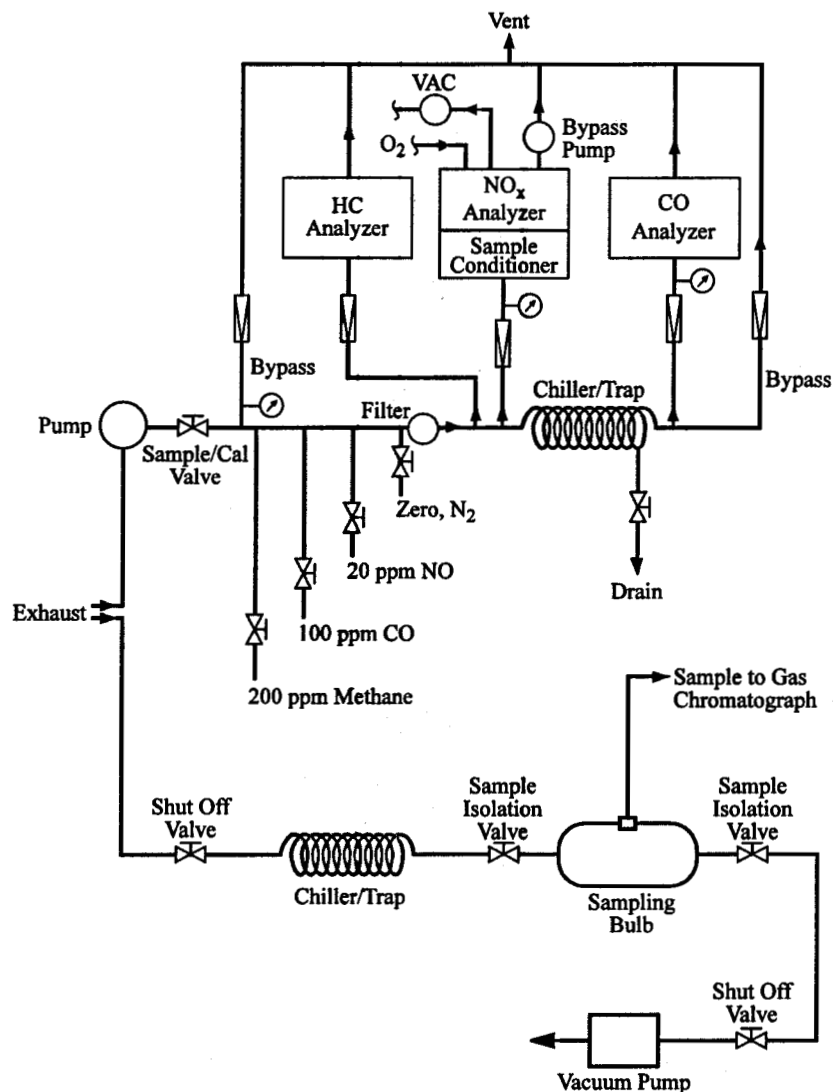 Vent
VAC
O₂
Bypass
Pump
HC
Analyzer
NOₓ
Analyzer
Sample
Conditioner
CO
Analyzer
Bypass
Chiller/Trap
Bypass
Pump
Filter
Sample/Cal
Valve
Zero, N₂
20 ppm NO
Drain
Exhaust
100 ppm CO
200 ppm Methane
Sample to Gas
Chromatograph
Shut Off
Valve
Sample
Isolation
Valve
Sample
Isolation
Valve
Chiller/Trap
Sampling
Bulb
Shut Off
Valve
Vacuum Pump